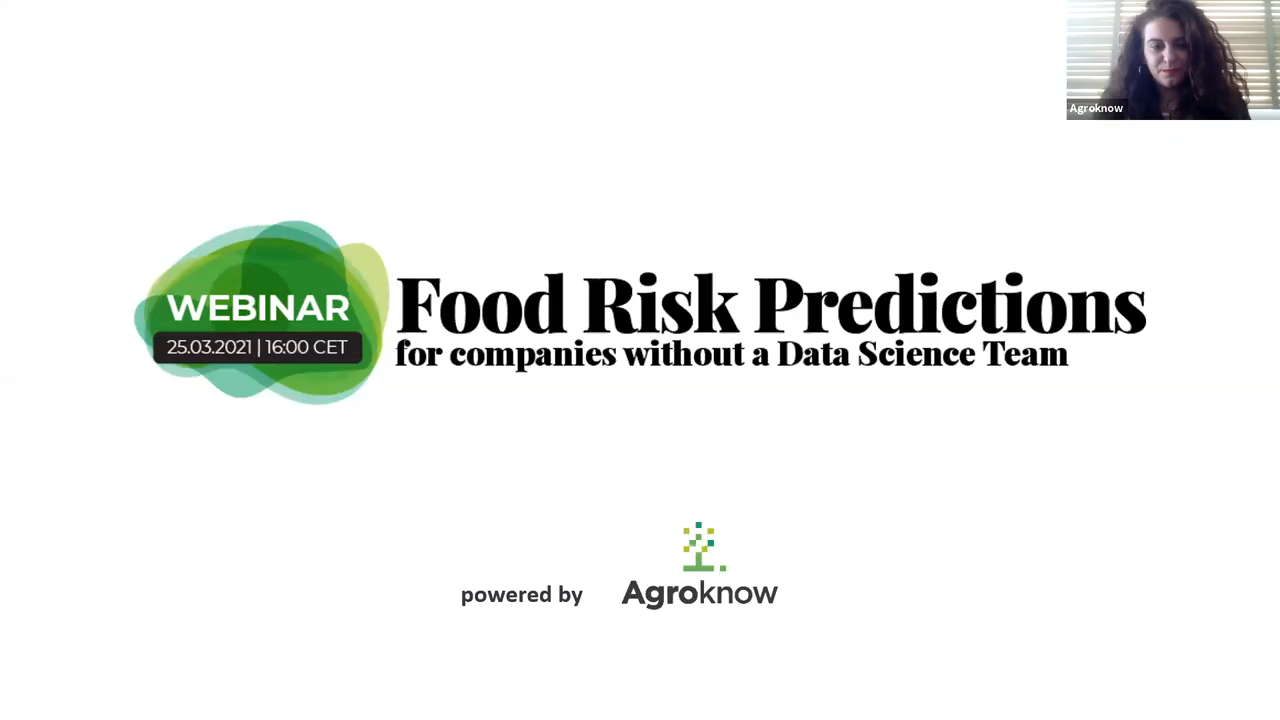 Agroknow
WEBINAR
25.03.2021 | 16:00 CET
Food Risk Predictions
for companies without a Data Science Team
powered by
Agroknow